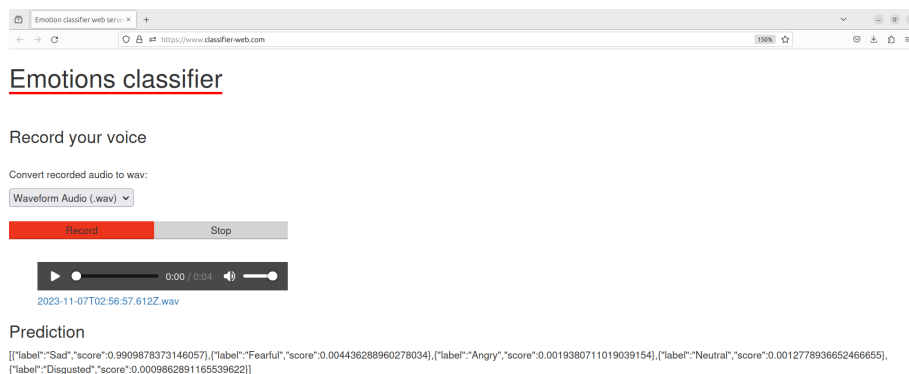 Emotion classifier web serve
https://www.classifier-web.com
150%
Emotions classifier
Record your voice
Convert recorded audio to wav:
Waveform Audio (.wav)
Record Stop
0:00 / 0:04
2023-11-07T02:56:57.612Z.wav
Prediction
[{"label":"Sad","score":0.9909878373146057},{"label":"Fearful","score":0.004436288960278034},{"label":"Angry","score":0.0019380711019039154},{"label":"Neutral","score":0.0012778936652466655},
{"label":"Disgusted","score":0.0009862891165539622}]